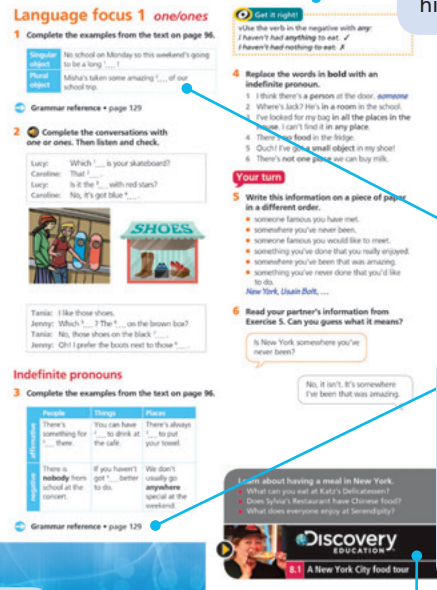 Language focus 1 one/ones
1 Complete the examples from the text on page 96.
Singular object
No school on Monday so this weekend's going to be a long 1___ !
Plural object
Misha's taken some amazing 2___ of our school trip.
Grammar reference • page 129
2 Complete the conversations with
one or ones. Then listen and check.
Lucy: Which 1___ is your skateboard?
Caroline: That 2___ .
Lucy: Is it the 3___ with red stars?
Caroline: No, it's got blue 4___ .
SHOES
Tania: I like those shoes.
Jenny: Which 5___ ? The 6___ on the brown box?
Tania: No, those shoes on the black 7___ .
Jenny: Oh! I prefer the boots next to those 8___ .
Indefinite pronouns
3 Complete the examples from the text on page 96.
People Things Places
affirmative
There's something for 1___ there.
You can have 2___ to drink at the café.
There's always 3___ to put your towel.
negative
There is nobody from school at the concert.
If you haven't got 4___ better to do.
We don't usually go anywhere special at the weekend.
Grammar reference • page 129
Get it right!
vUse the verb in the negative with any:
I haven't had anything to eat. ✓
I haven't had nothing to eat. ✗
4 Replace the words in bold with an
indefinite pronoun.
1 I think there's a person at the door. someone
2 Where's Jack? He's in a room in the school.
3 I've looked for my bag in all the places in the
house. I can't find it in any place.
4 There's no food in the fridge.
5 Ouch! I've got a small object in my shoe!
6 There's not one place we can buy milk.
Your turn
5 Write this information on a piece of paper
in a different order.
• someone famous you have met.
• somewhere you've never been.
• someone famous you would like to meet.
• something you've done that you really enjoyed.
• somewhere you've been that was amazing.
• something you've never done that you'd like
to do.
New York, Usain Bolt, ...
6 Read your partner's information from
Exercise 5. Can you guess what it means?
Is New York somewhere you've
never been?
No, it isn't. It's somewhere
I've been that was amazing.
Learn about having a meal in New York.
• What can you eat at Katz's Delicatessen?
• Does Sylvia's Restaurant have Chinese food?
• What does everyone enjoy at Serendipity?
Discovery
EDUCATION
8.1 A New York City food tour